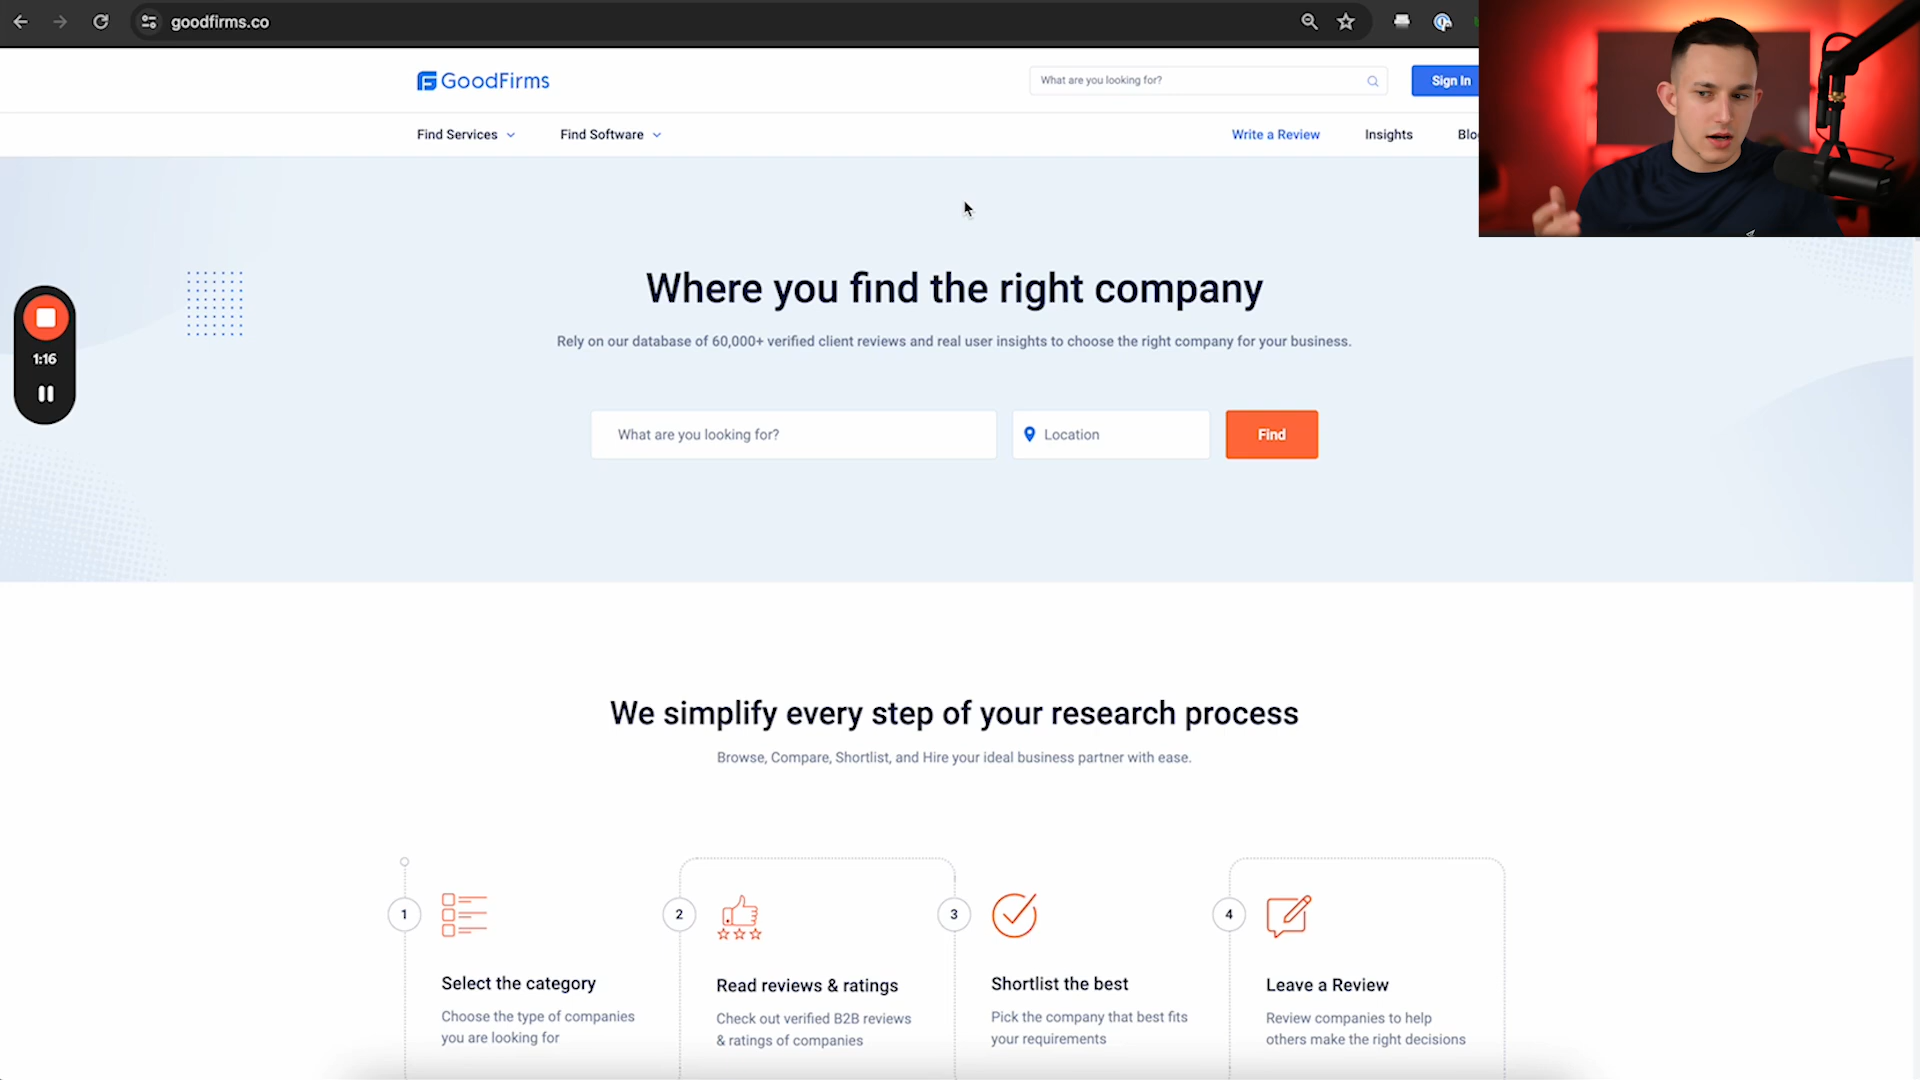 goodfirms.co
GoodFirms
What are you looking for?
Sign In
Find Services
Find Software
Write a Review
Insights
Where you find the right company
Rely on our database of 60,000+ verified client reviews and real user insights to choose the right company for your business.
1:16
What are you looking for?
Location
Find
We simplify every step of your research process
Browse, Compare, Shortlist, and Hire your ideal business partner with ease.
1
2
3
4
Select the category
Choose the type of companies
you are looking for
Read reviews & ratings
Check out verified B2B reviews
& ratings of companies
Shortlist the best
Pick the company that best fits
your requirements
Leave a Review
Review companies to help
others make the right decisions